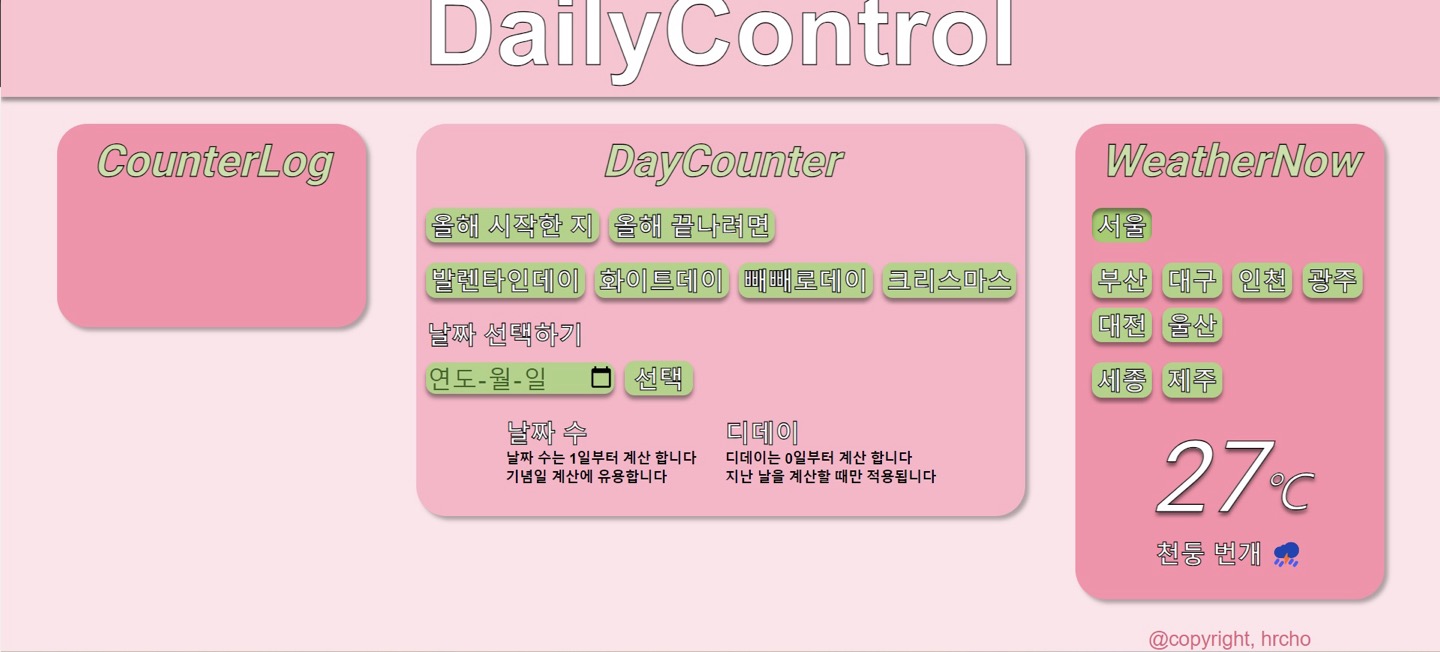 DailyControl
CounterLog
DayCounter
올해 시작한 지 올해 끝나려면
발렌타인데이 화이트데이 빼빼로데이 크리스마스
날짜 선택하기
연도-월-일 선택
날짜 수
날짜 수는 1일부터 계산 합니다
기념일 계산에 유용합니다
디데이
디데이는 0일부터 계산 합니다
지난 날을 계산할 때만 적용됩니다
WeatherNow
서울
부산 대구 인천 광주
대전 울산
세종 제주
27℃
천둥 번개
@copyright, hrcho